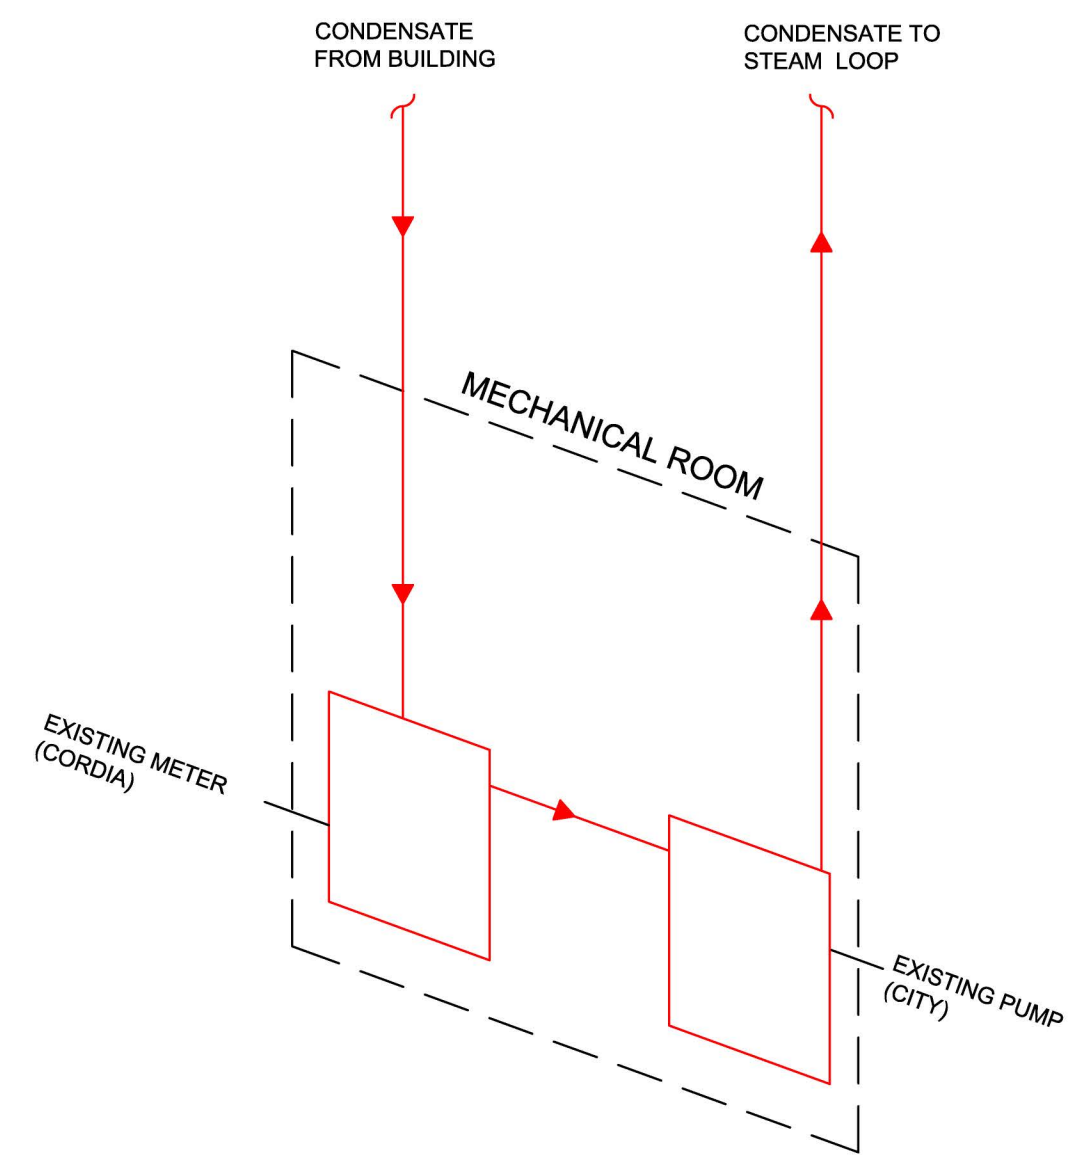 CONDENSATE
FROM BUILDING
CONDENSATE TO
STEAM LOOP
MECHANICAL ROOM
EXISTING METER
(CORDIA)
EXISTING PUMP
(CITY)